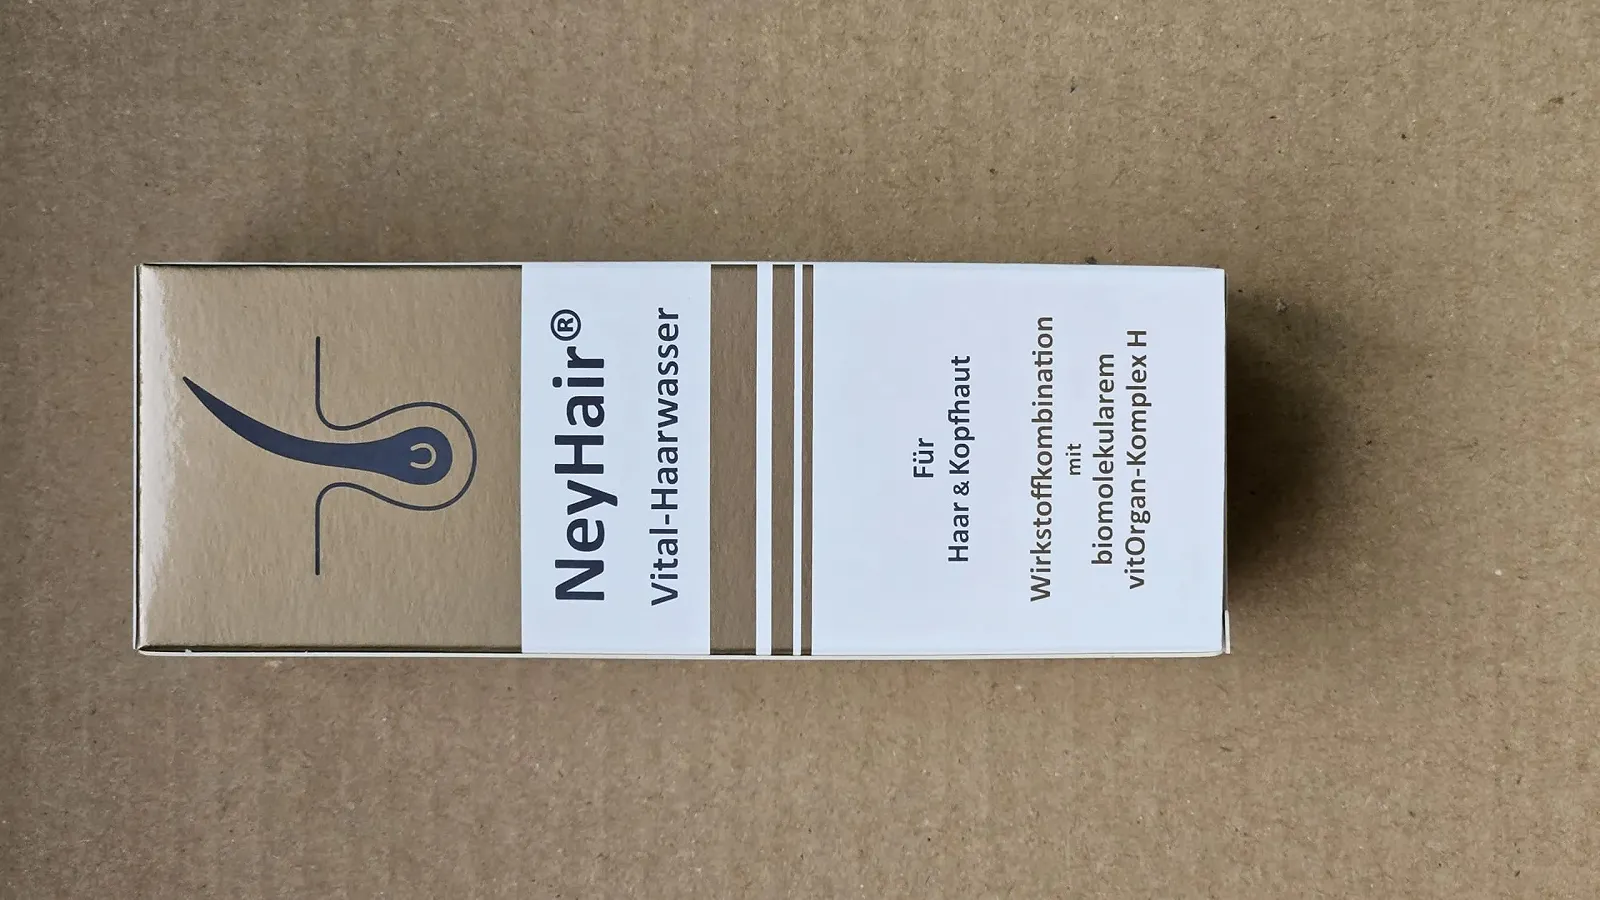 NeyHair®
Vital-Haarwasser
Für
Haar & Kopfhaut
Wirkstoffkombination
mit
biomolekularem
vitOrgan-Komplex H